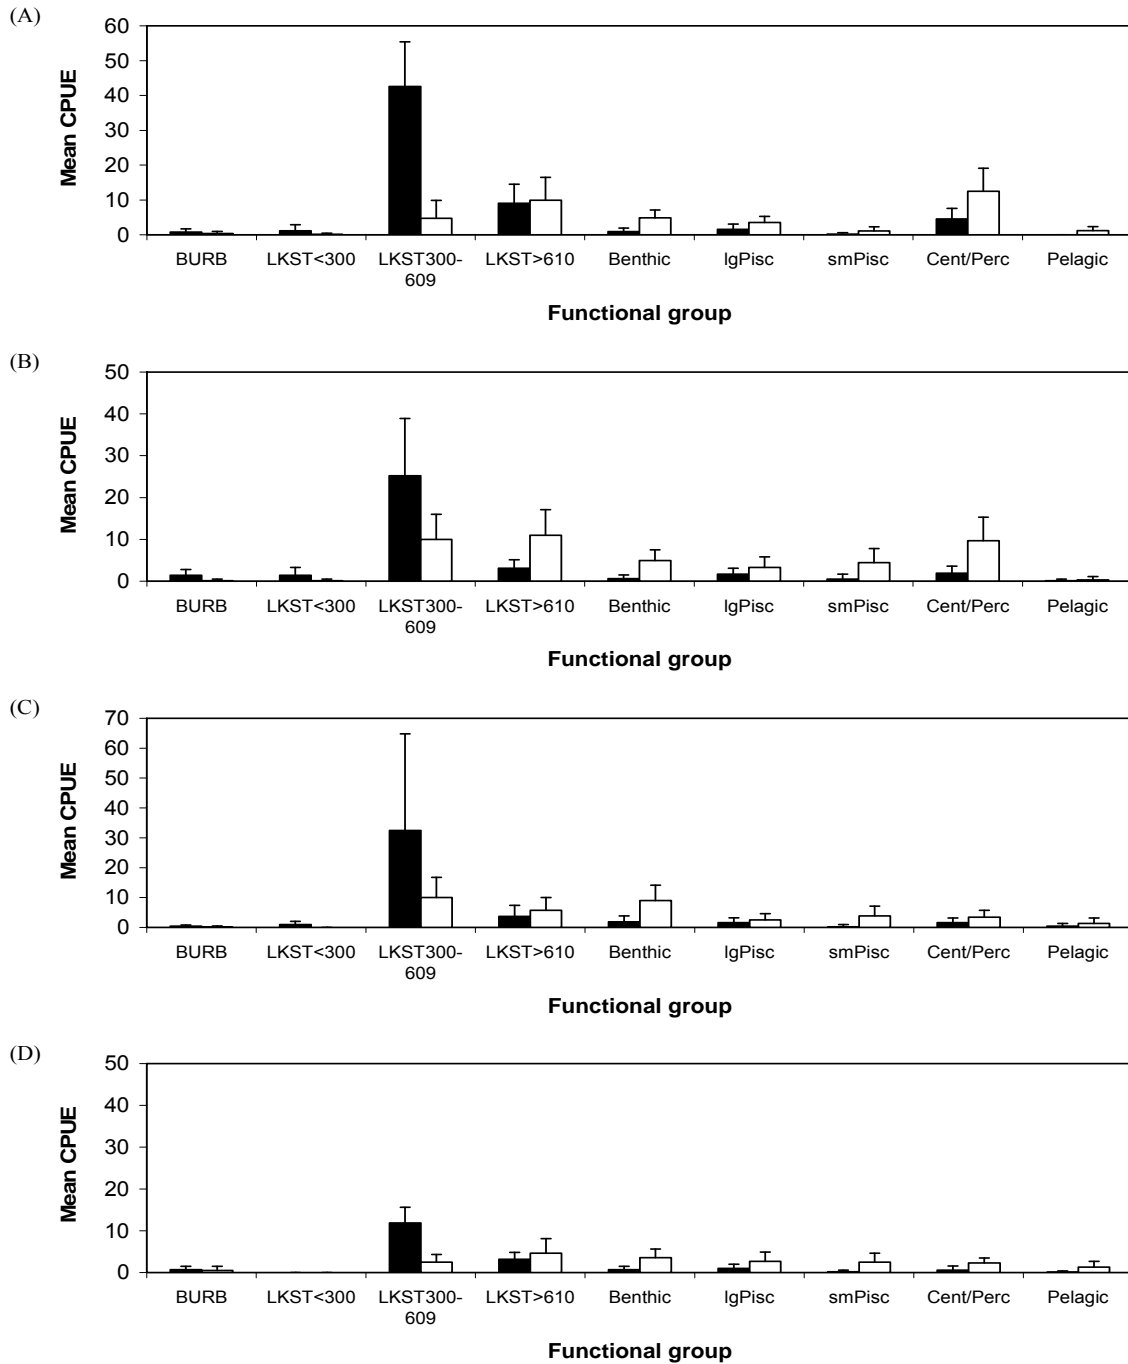 (A)
Mean CPUE
60
50
40
30
20
10
0
BURB LKST<300 LKST300-609 LKST>610 Benthic lgPisc smPisc Cent/Perc Pelagic
Functional group
(B)
Mean CPUE
50
40
30
20
10
0
BURB LKST<300 LKST300-609 LKST>610 Benthic lgPisc smPisc Cent/Perc Pelagic
Functional group
(C)
Mean CPUE
70
60
50
40
30
20
10
0
BURB LKST<300 LKST300-609 LKST>610 Benthic lgPisc smPisc Cent/Perc Pelagic
Functional group
(D)
Mean CPUE
50
40
30
20
10
0
BURB LKST<300 LKST300-609 LKST>610 Benthic lgPisc smPisc Cent/Perc Pelagic
Functional group